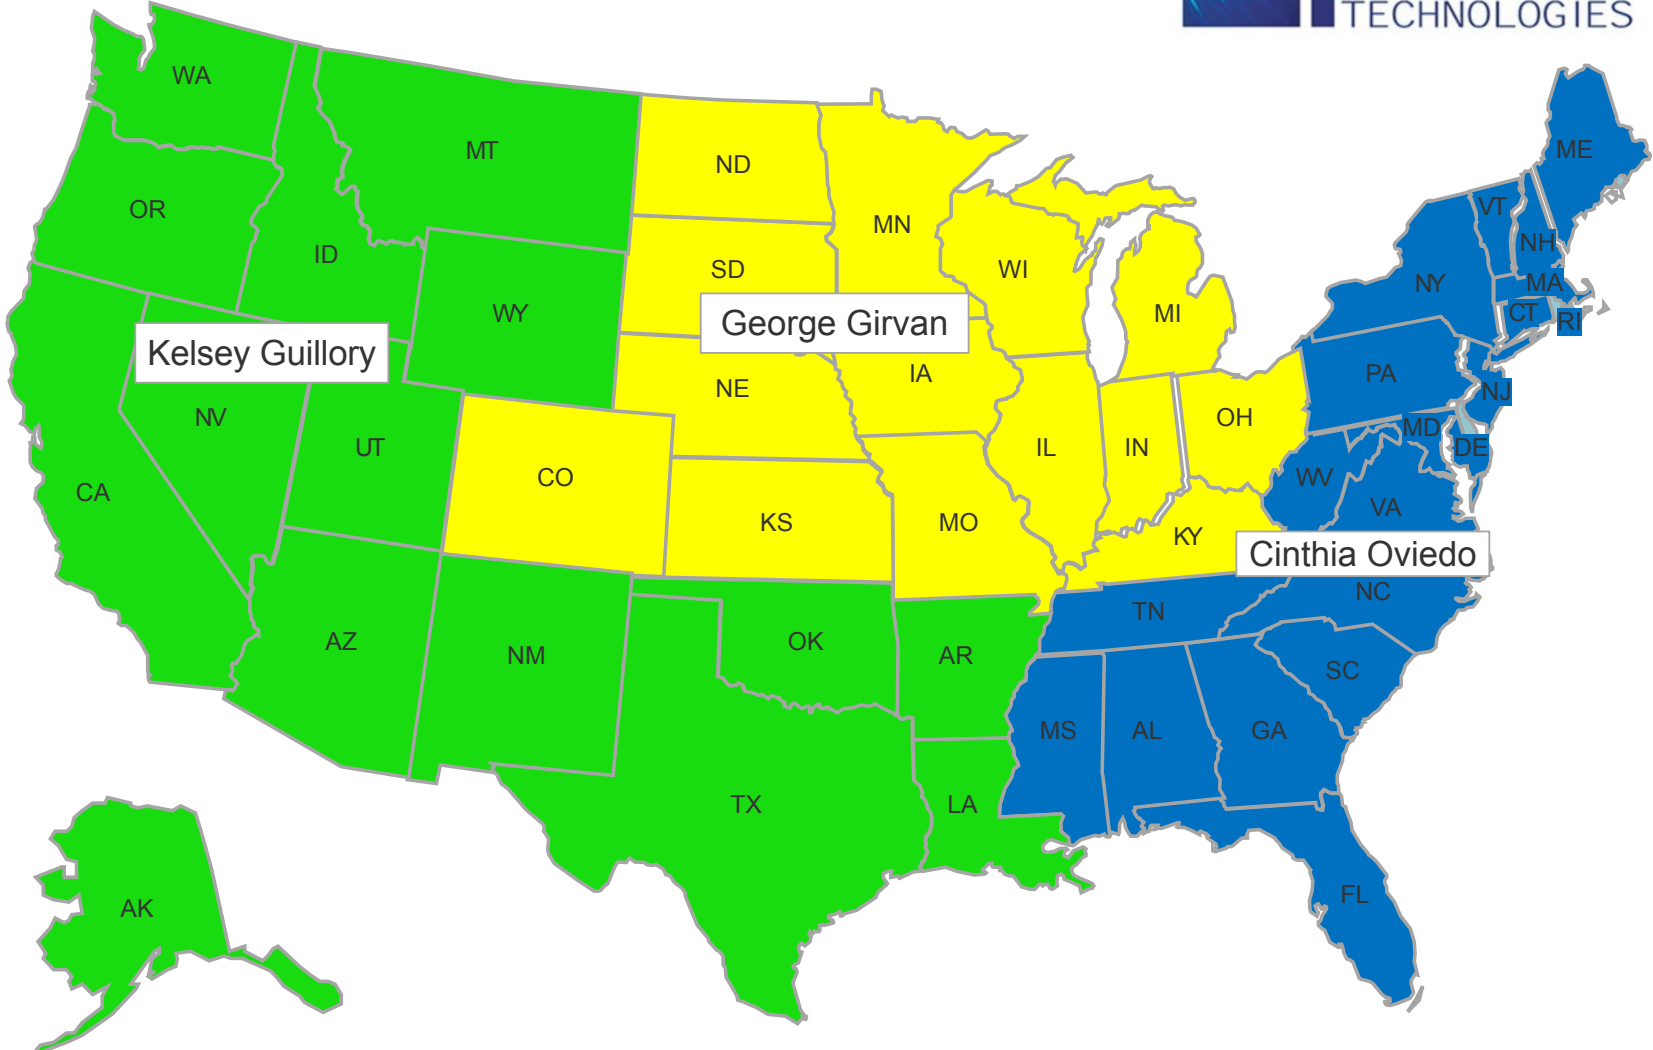 TECHNOLOGIES
WA
MT
ND
ME
OR
MN
VT
ID
SD
WI
NH
NY
MA
WY
MI
CT
RI
Kelsey Guillory
George Girvan
IA
PA
NE
NJ
NV
OH
MD
UT
IL
IN
DE
CO
WV
CA
VA
KS
MO
KY
Cinthia Oviedo
NC
TN
AZ
OK
NM
AR
SC
MS
AL
GA
TX
LA
FL
AK